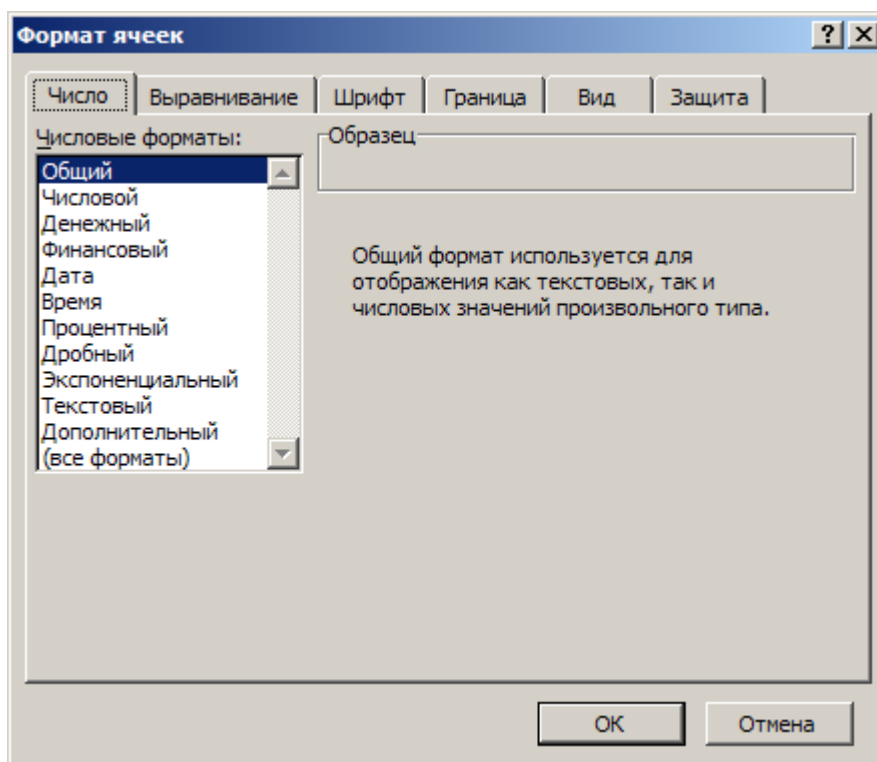 Формат ячеек
Число Выравнивание Шрифт Граница Вид Защита
Числовые форматы:
Образец
Общий
Числовой
Денежный
Финансовый
Дата
Время
Процентный
Дробный
Экспоненциальный
Текстовый
Дополнительный
(все форматы)
Общий формат используется для
отображения как текстовых, так и
числовых значений произвольного типа.
ОК Отмена